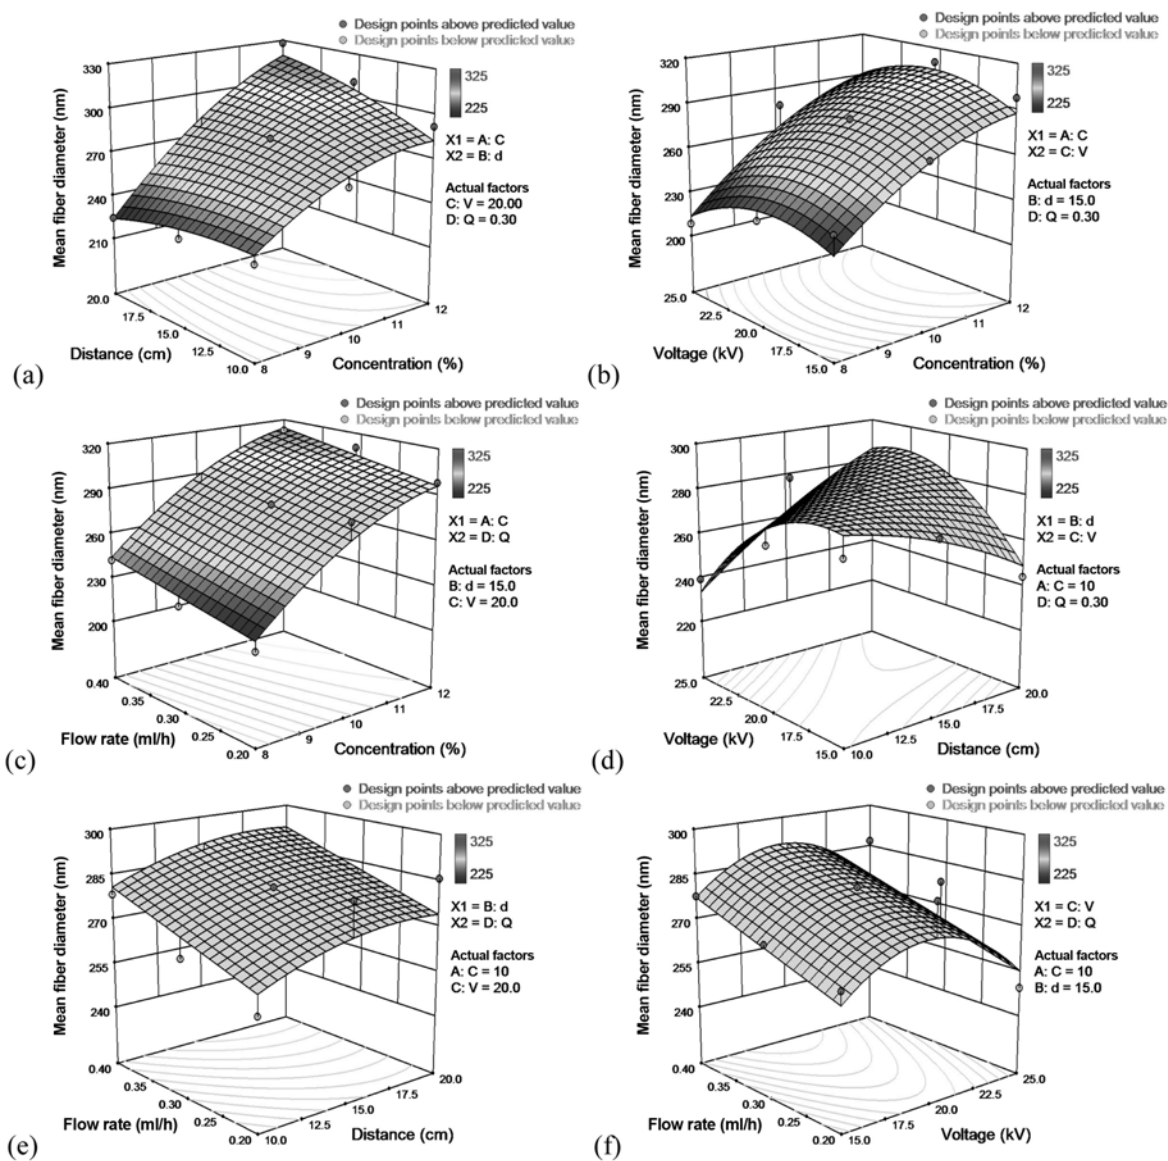 Design points above predicted value
Design points below predicted value
330
300
270
240
210
Mean fiber diameter (nm)
325
225
X1 = A: C
X2 = B: d
Actual factors
C: V = 20.00
D: Q = 0.30
20.0
17.5
15.0
12.5
10.0
Distance (cm)
8
9
10
11
12
Concentration (%)
(a)
Design points above predicted value
Design points below predicted value
320
290
260
230
200
Mean fiber diameter (nm)
325
225
X1 = A: C
X2 = C: V
Actual factors
B: d = 15.0
D: Q = 0.30
25.0
22.5
20.0
17.5
15.0
Voltage (kV)
8
9
10
11
12
Concentration (%)
(b)
Design points above predicted value
Design points below predicted value
320
290
260
230
200
Mean fiber diameter (nm)
325
225
X1 = A: C
X2 = D: Q
Actual factors
B: d = 15.0
C: V = 20.0
0.40
0.35
0.30
0.25
0.20
Flow rate (ml/h)
8
9
10
11
12
Concentration (%)
(c)
Design points above predicted value
Design points below predicted value
300
280
260
240
220
Mean fiber diameter (nm)
325
225
X1 = B: d
X2 = C: V
Actual factors
A: C = 10
D: Q = 0.30
25.0
22.5
20.0
17.5
15.0
Voltage (kV)
10.0
12.5
15.0
17.5
20.0
Distance (cm)
(d)
Design points above predicted value
Design points below predicted value
300
285
270
255
240
Mean fiber diameter (nm)
325
225
X1 = B: d
X2 = D: Q
Actual factors
A: C = 10
C: V = 20.0
0.40
0.35
0.30
0.25
0.20
Flow rate (ml/h)
10.0
12.5
15.0
17.5
20.0
Distance (cm)
(e)
Design points above predicted value
Design points below predicted value
300
285
270
255
240
Mean fiber diameter (nm)
325
225
X1 = C: V
X2 = D: Q
Actual factors
A: C = 10
B: d = 15.0
0.40
0.35
0.30
0.25
0.20
Flow rate (ml/h)
15.0
17.5
20.0
22.5
25.0
Voltage (kV)
(f)